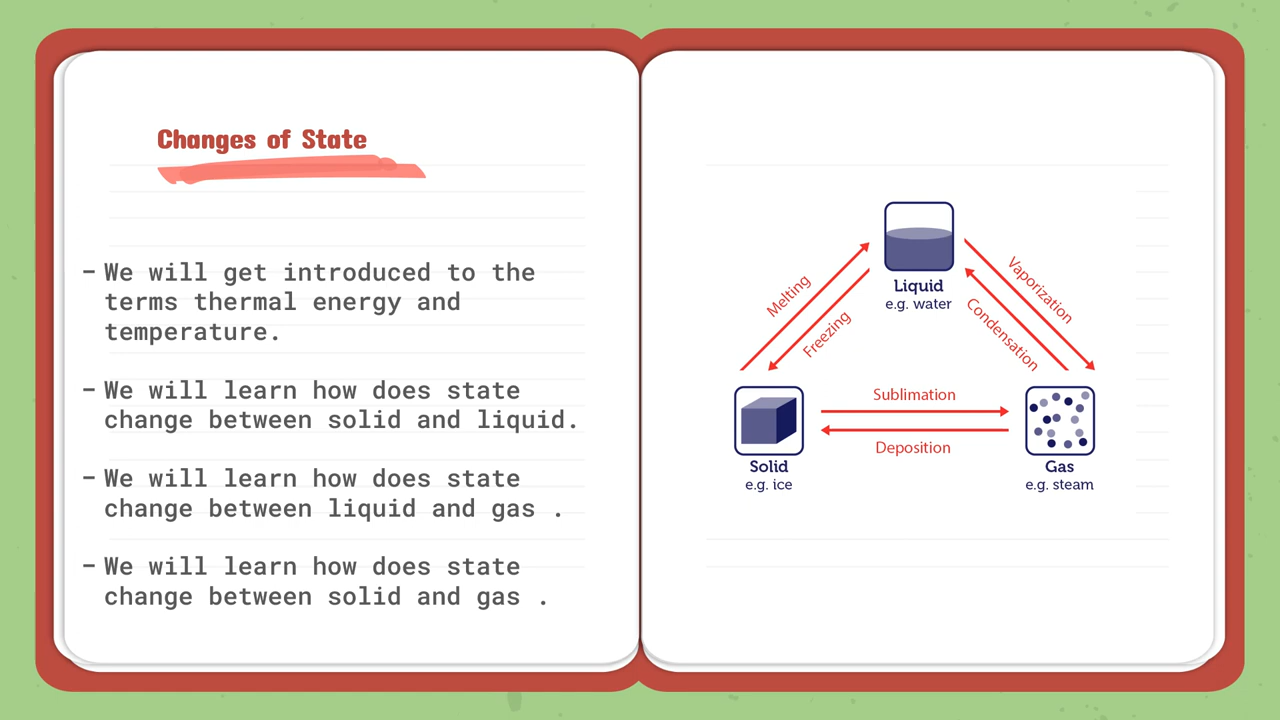 Changes of State
- We will get introduced to the
terms thermal energy and
temperature.
- We will learn how does state
change between solid and liquid.
- We will learn how does state
change between liquid and gas .
- We will learn how does state
change between solid and gas .
Liquid
e.g. water
Melting
Freezing
Vaporization
Condensation
Sublimation
Deposition
Solid
e.g. ice
Gas
e.g. steam